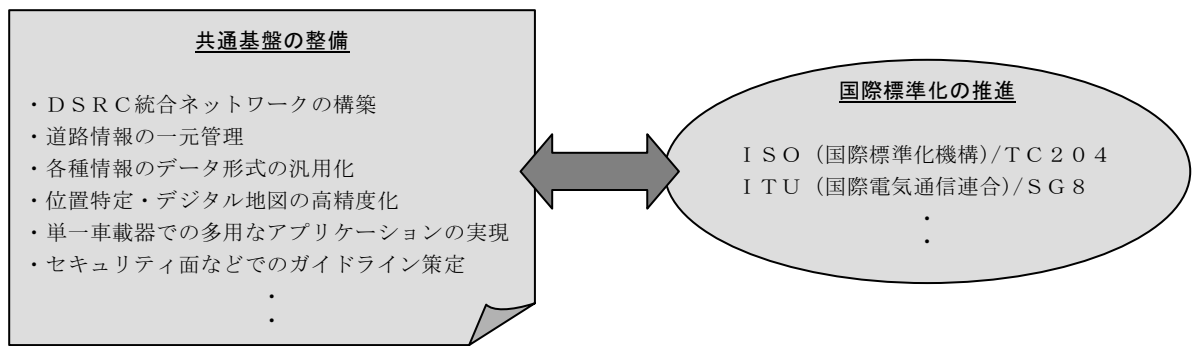 共通基盤の整備
・ＤＳＲＣ統合ネットワークの構築
・道路情報の一元管理
・各種情報のデータ形式の汎用化
・位置特定・デジタル地図の高精度化
・単一車載器での多用なアプリケーションの実現
・セキュリティ面などでのガイドライン策定
・
・
国際標準化の推進
ＩＳＯ（国際標準化機構）/ＴＣ２０４
ＩＴＵ（国際電気通信連合）/ＳＧ８
・
・